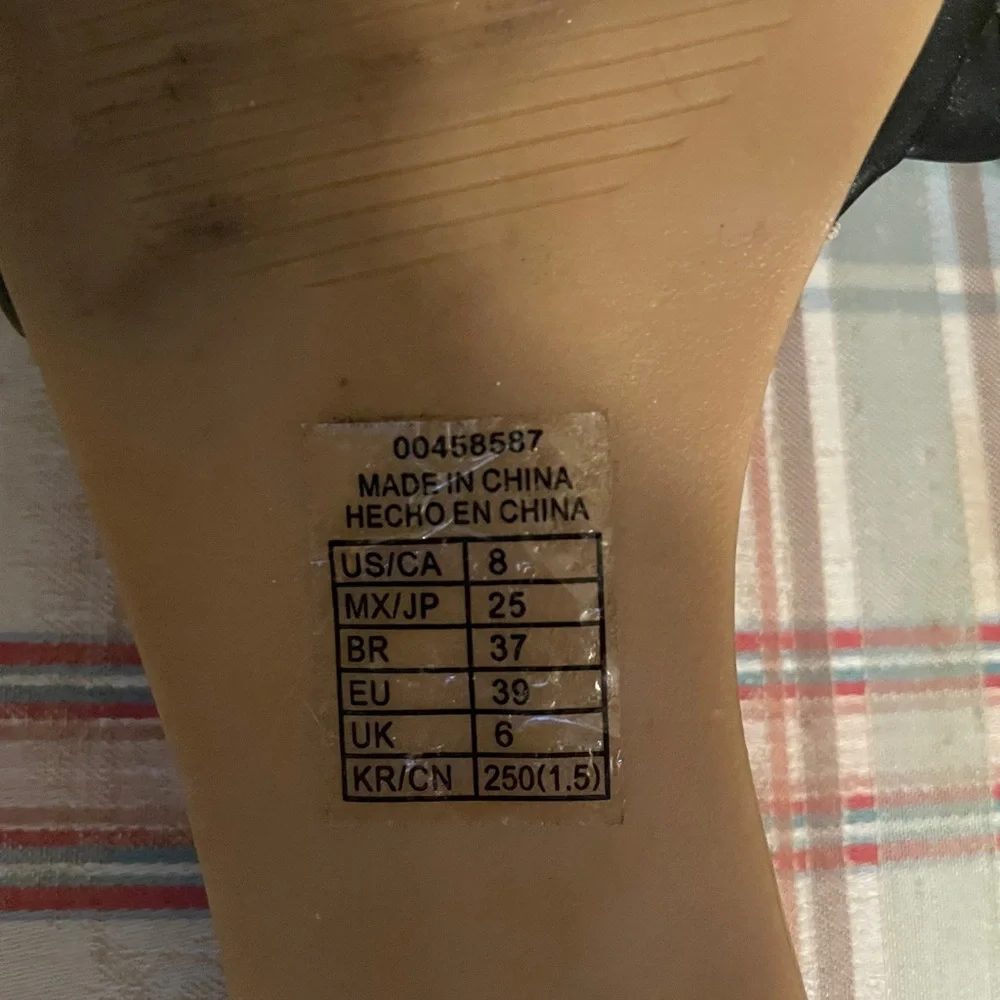 00458587
MADE IN CHINA
HECHO EN CHINA
US/CA 8
MX/JP 25
BR 37
EU 39
UK 6
KR/CN 250(1.5)